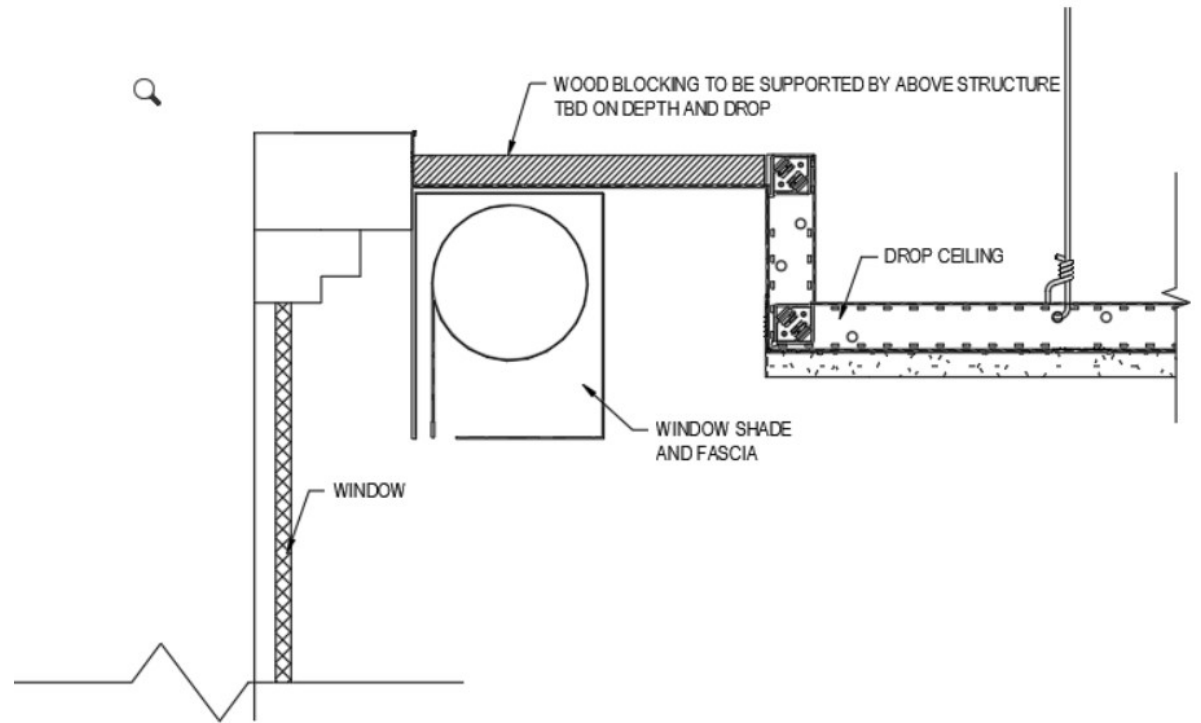 WOOD BLOCKING TO BE SUPPORTED BY ABOVE STRUCTURE
TBD ON DEPTH AND DROP
DROP CEILING
WINDOW SHADE
AND FASCIA
WINDOW